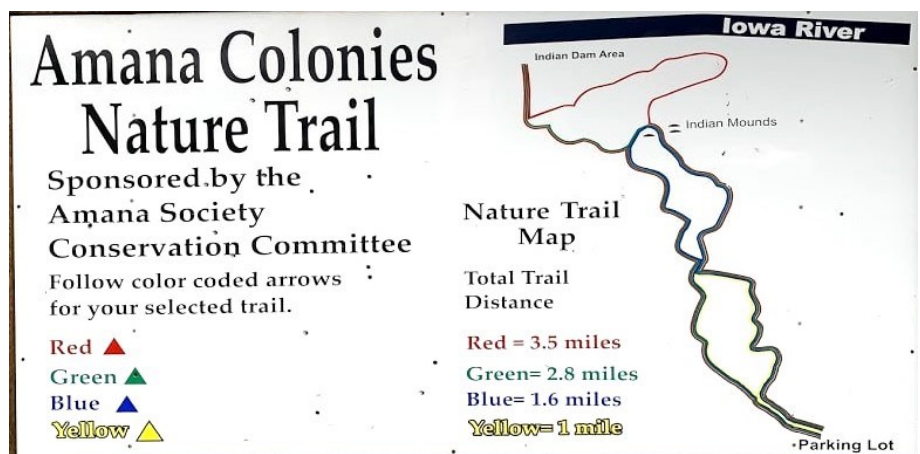 Amana Colonies
Nature Trail
Sponsored by the
Amana Society
Conservation Committee
Follow color coded arrows
for your selected trail.
Red
Green
Blue
Yellow
Iowa River
Indian Dam Area
Indian Mounds
Nature Trail
Map
Total Trail
Distance
Red = 3.5 miles
Green= 2.8 miles
Blue= 1.6 miles
Yellow= 1 mile
Parking Lot